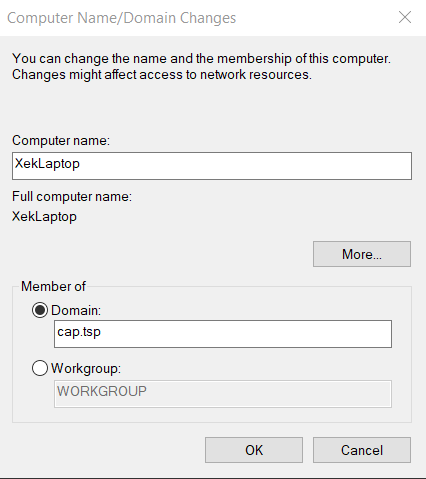 Computer Name/Domain Changes
You can change the name and the membership of this computer.
Changes might affect access to network resources.
Computer name:
XekLaptop
Full computer name:
XekLaptop
More...
Member of
Domain:
cap.tsp
Workgroup:
WORKGROUP
OK
Cancel